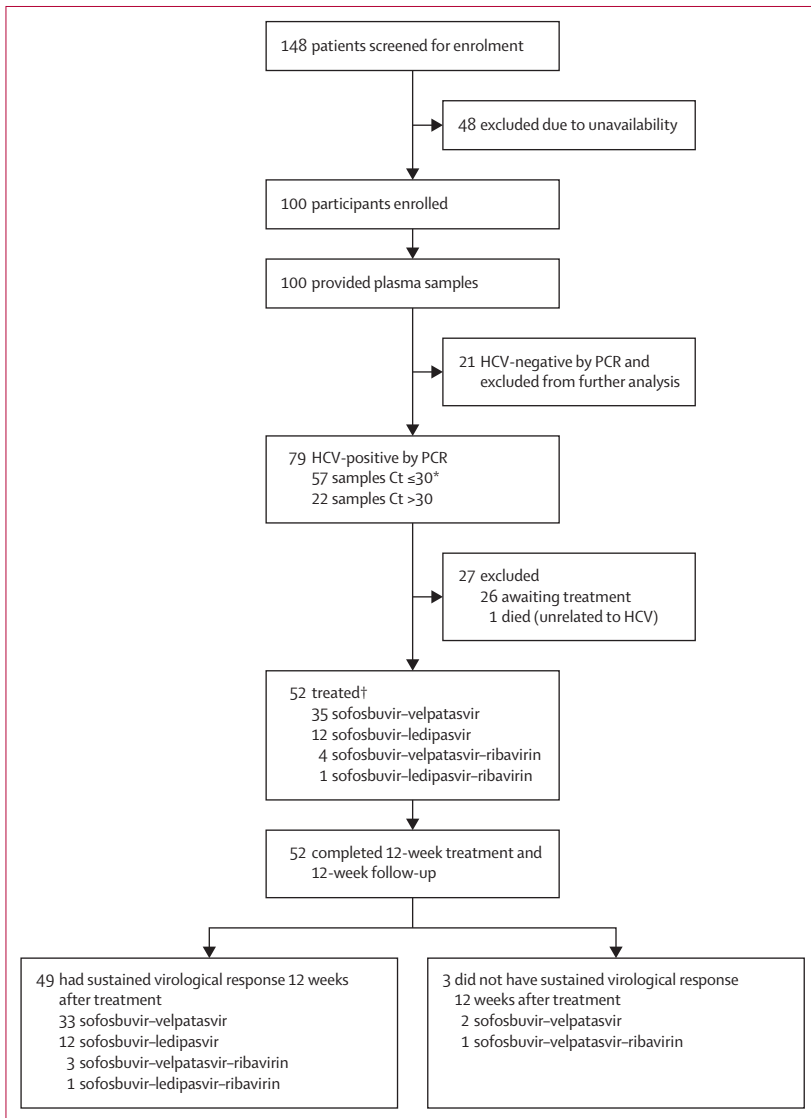 148 patients screened for enrolment
48 excluded due to unavailability
100 participants enrolled
100 provided plasma samples
21 HCV-negative by PCR and
excluded from further analysis
79 HCV-positive by PCR
57 samples Ct ≤30*
22 samples Ct >30
27 excluded
26 awaiting treatment
1 died (unrelated to HCV)
52 treated†
35 sofosbuvir–velpatasvir
12 sofosbuvir–ledipasvir
4 sofosbuvir–velpatasvir–ribavirin
1 sofosbuvir–ledipasvir–ribavirin
52 completed 12-week treatment and
12-week follow-up
49 had sustained virological response 12 weeks
after treatment
33 sofosbuvir–velpatasvir
12 sofosbuvir–ledipasvir
3 sofosbuvir–velpatasvir–ribavirin
1 sofosbuvir–ledipasvir–ribavirin
3 did not have sustained virological response
12 weeks after treatment
2 sofosbuvir–velpatasvir
1 sofosbuvir–velpatasvir–ribavirin